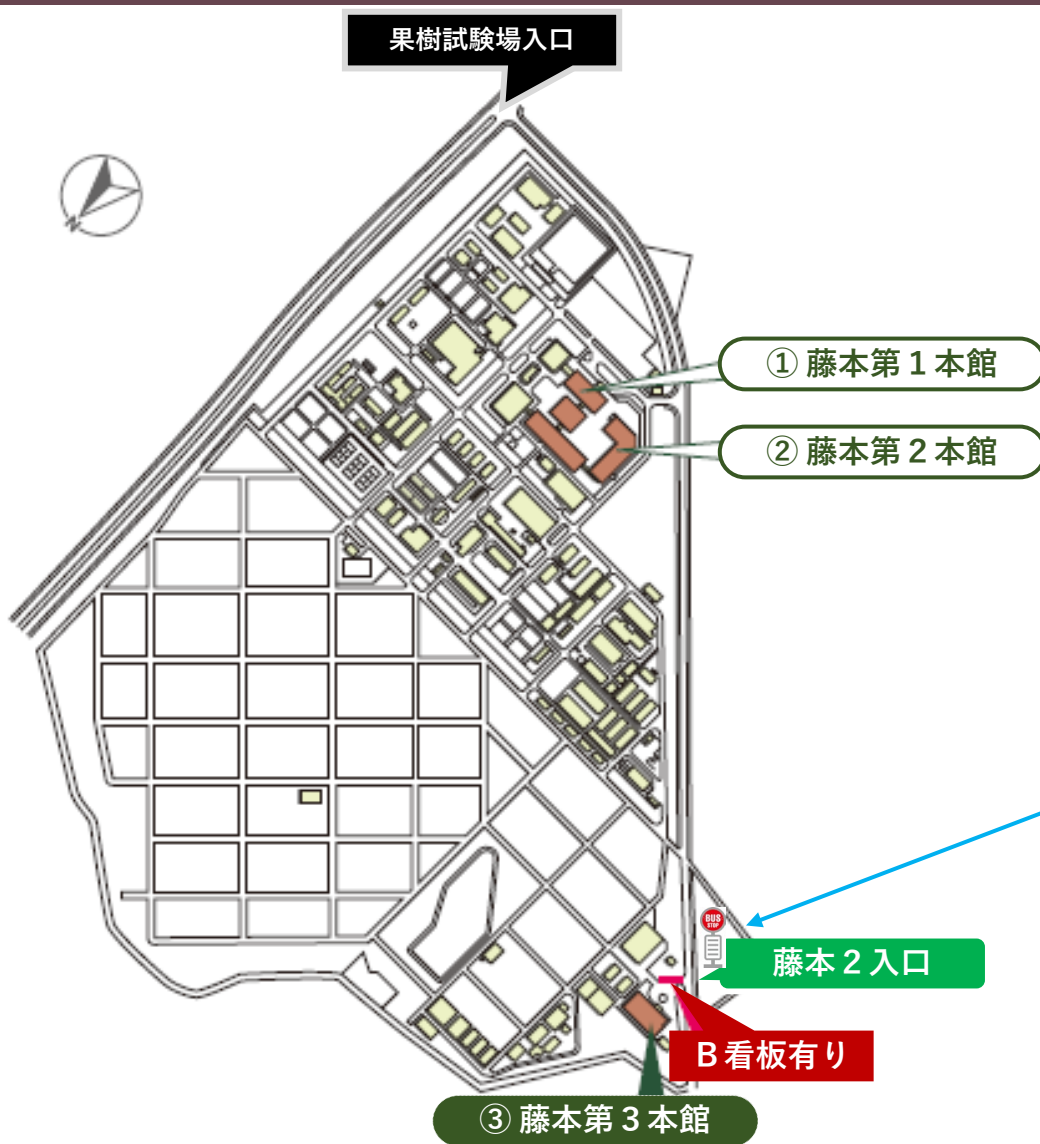 果樹試験場入口
N
① 藤本第１本館
② 藤本第２本館
BUS
STOP
藤本２入口
B 看板有り
③ 藤本第３本館